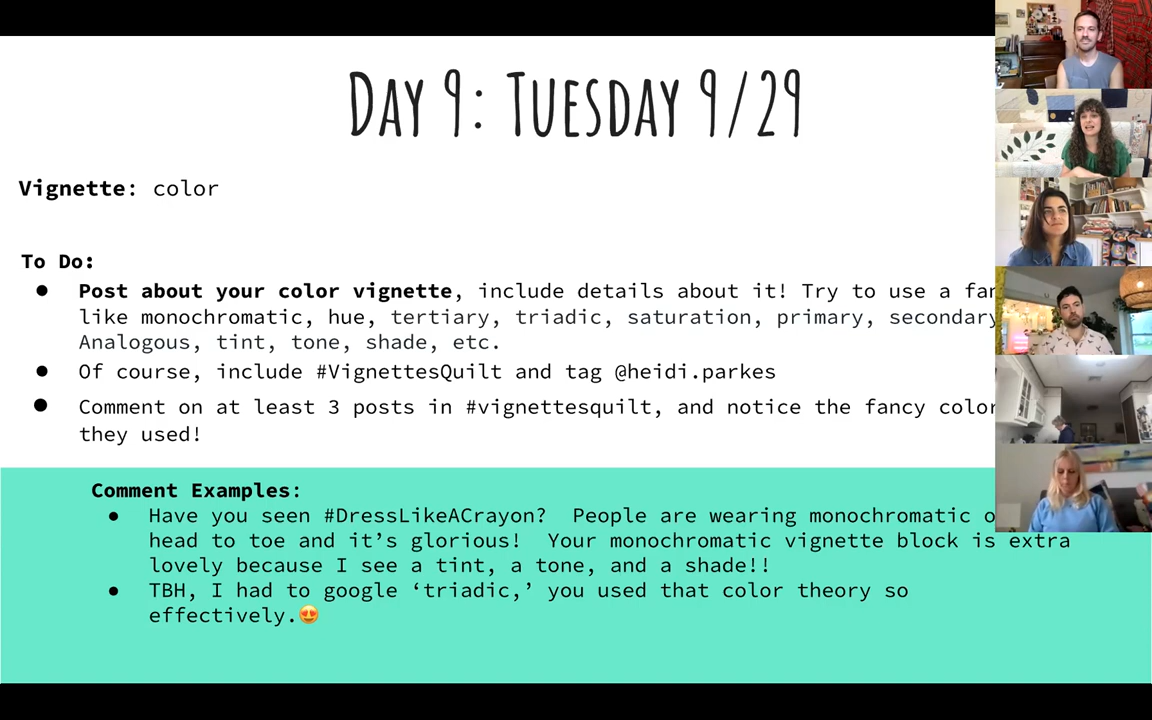 Day 9: Tuesday 9/29
Vignette: color
To Do:
● Post about your color vignette, include details about it! Try to use a
like monochromatic, hue, tertiary, triadic, saturation, primary, secondary
Analogous, tint, tone, shade, etc.
● Of course, include #VignettesQuilt and tag @heidi.parkes
● Comment on at least 3 posts in #vignettesquilt, and notice the fancy color
they used!
Comment Examples:
● Have you seen #DressLikeACrayon? People are wearing monochromatic
head to toe and it’s glorious! Your monochromatic vignette block is extra
lovely because I see a tint, a tone, and a shade!!
● TBH, I had to google ‘triadic,’ you used that color theory so
effectively.😍